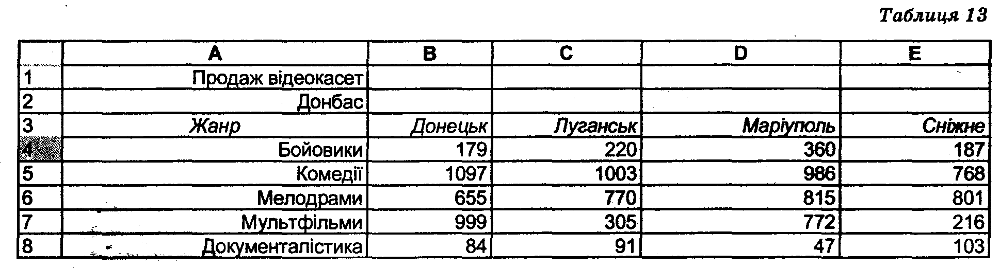 Таблиця 13
A B C D E
1 Продаж відеокасет
2 Донбас
3 Жанр Донецьк Луганськ Маріуполь Сніжне
4 Бойовики 179 220 360 187
5 Комедії 1097 1003 986 768
6 Мелодрами 655 770 815 801
7 Мультфільми 999 305 772 216
8 Документалістика 84 91 47 103